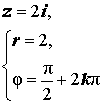 z = 2i,
{ r = 2,
φ = π/2 + 2kπ